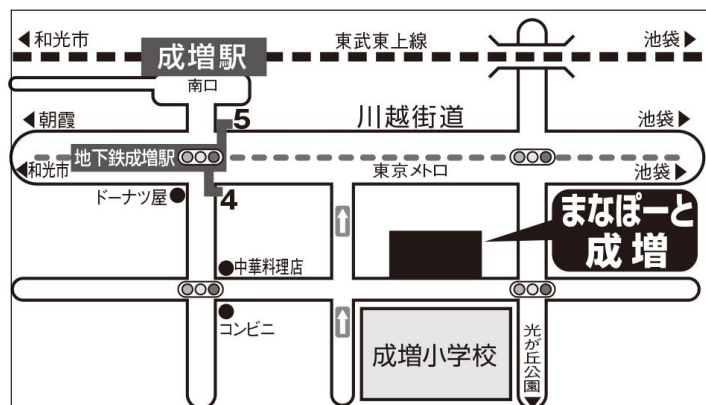 ◀和光市
東武東上線
池袋▶
成増駅
南口
◀朝霞
5
川越街道
池袋▶
地下鉄成増駅
◀和光市
東京メトロ
池袋▶
ドーナツ屋
4
まなぽーと
成増
中華料理店
コンビニ
成増小学校
光が丘公園▼